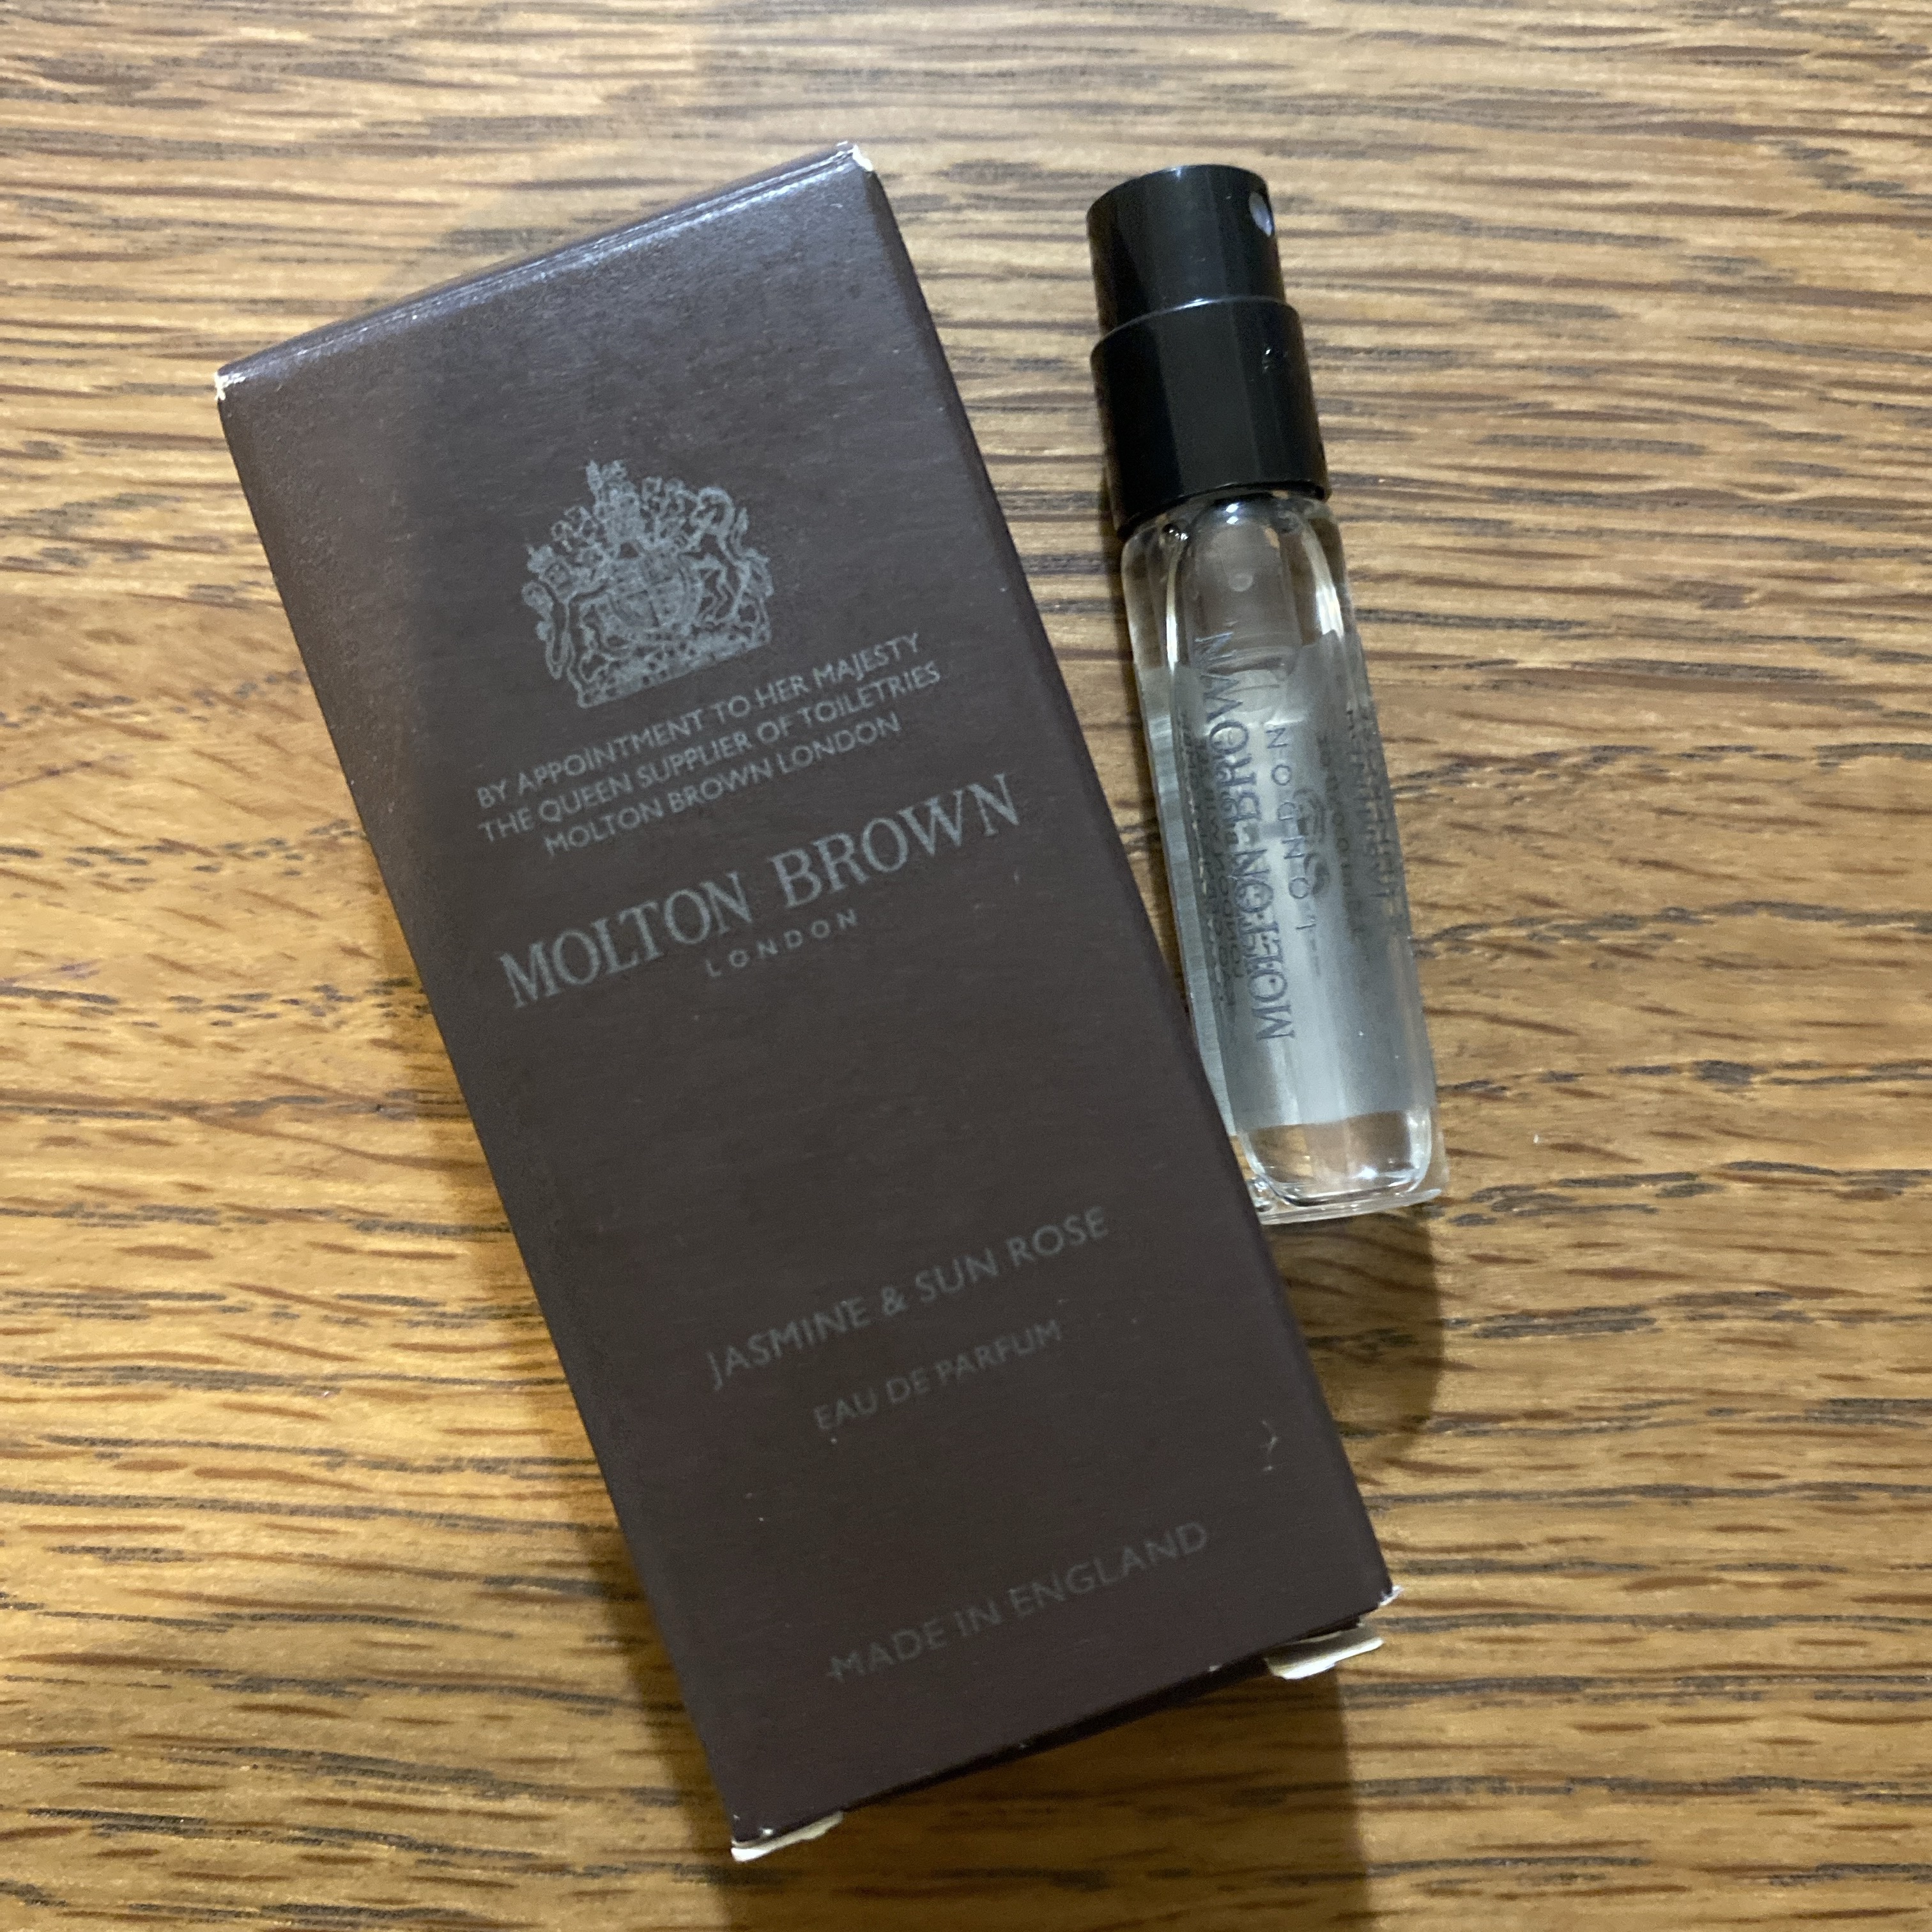 BY APPOINTMENT TO HER MAJESTY
THE QUEEN SUPPLIER OF TOILETRIES
MOLTON BROWN LONDON
MOLTON BROWN
LONDON
JASMINE & SUN ROSE
EAU DE PARFUM
MADE IN ENGLAND
MOLTON BROWN
LONDON